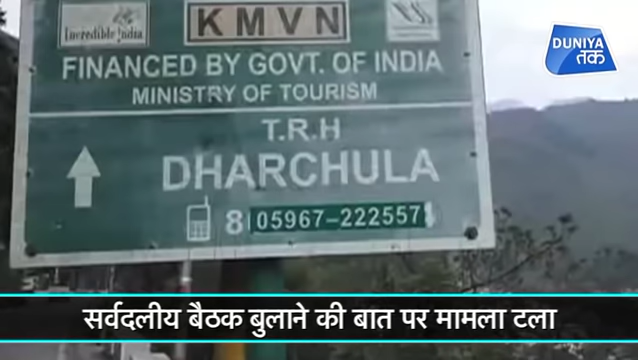 Incredible India
KMVN
DUNIYA
तक
FINANCED BY GOVT. OF INDIA
MINISTRY OF TOURISM
T.R.H
DHARCHULA
8 05967-222557
सर्वदलीय बैठक बुलाने की बात पर मामला टला